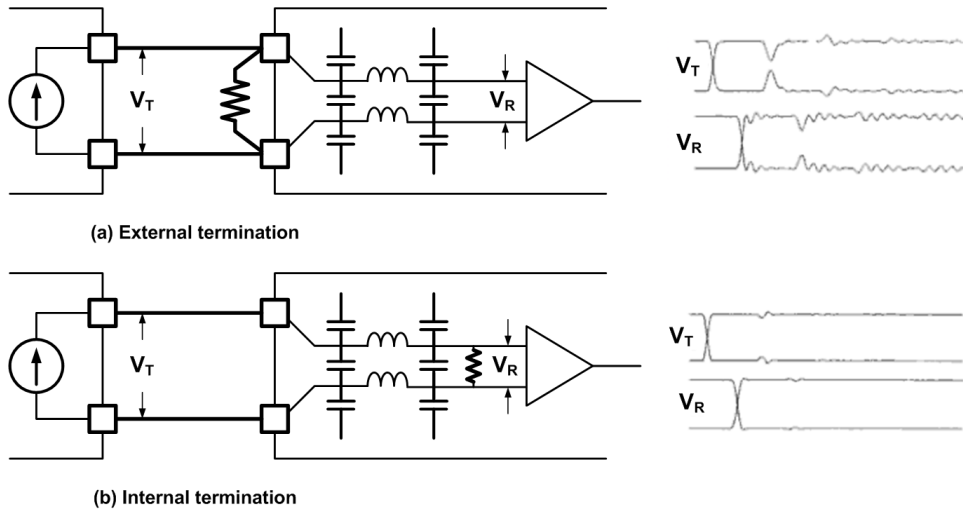 V_T
V_R
V_T
V_R
(a) External termination
V_T
V_R
V_T
V_R
(b) Internal termination